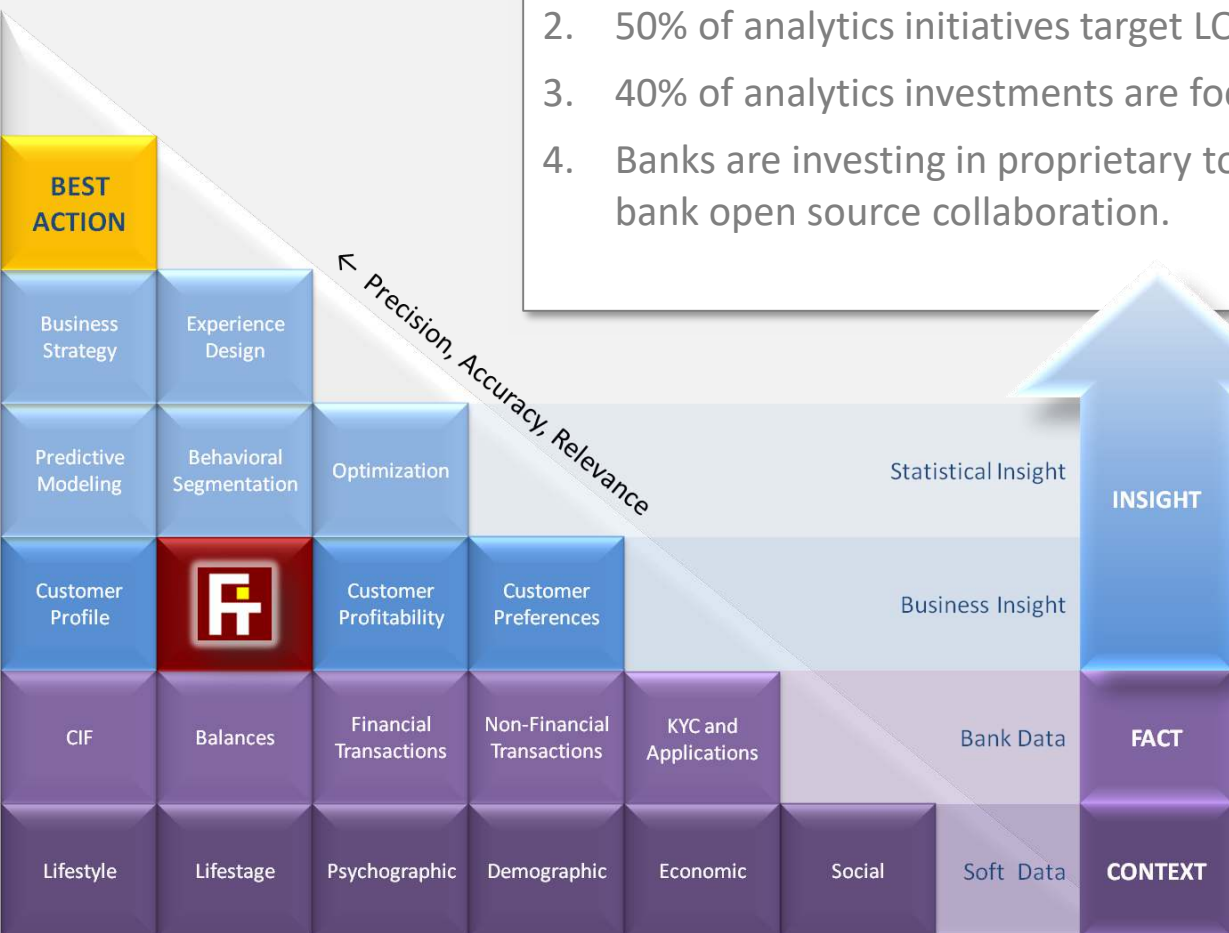 2. 50% of analytics initiatives target
3. 40% of analytics investments are
4. Banks are investing in proprietary
bank open source collaboration.
BEST
ACTION
← Precision, Accuracy, Relevance
Business
Strategy
Experience
Design
Predictive
Modeling
Behavioral
Segmentation
Optimization
Statistical Insight
INSIGHT
Customer
Profile
Customer
Profitability
Customer
Preferences
Business Insight
CIF
Balances
Financial
Transactions
Non-Financial
Transactions
KYC and
Applications
Bank Data
FACT
Lifestyle
Lifestage
Psychographic
Demographic
Economic
Social
Soft Data
CONTEXT